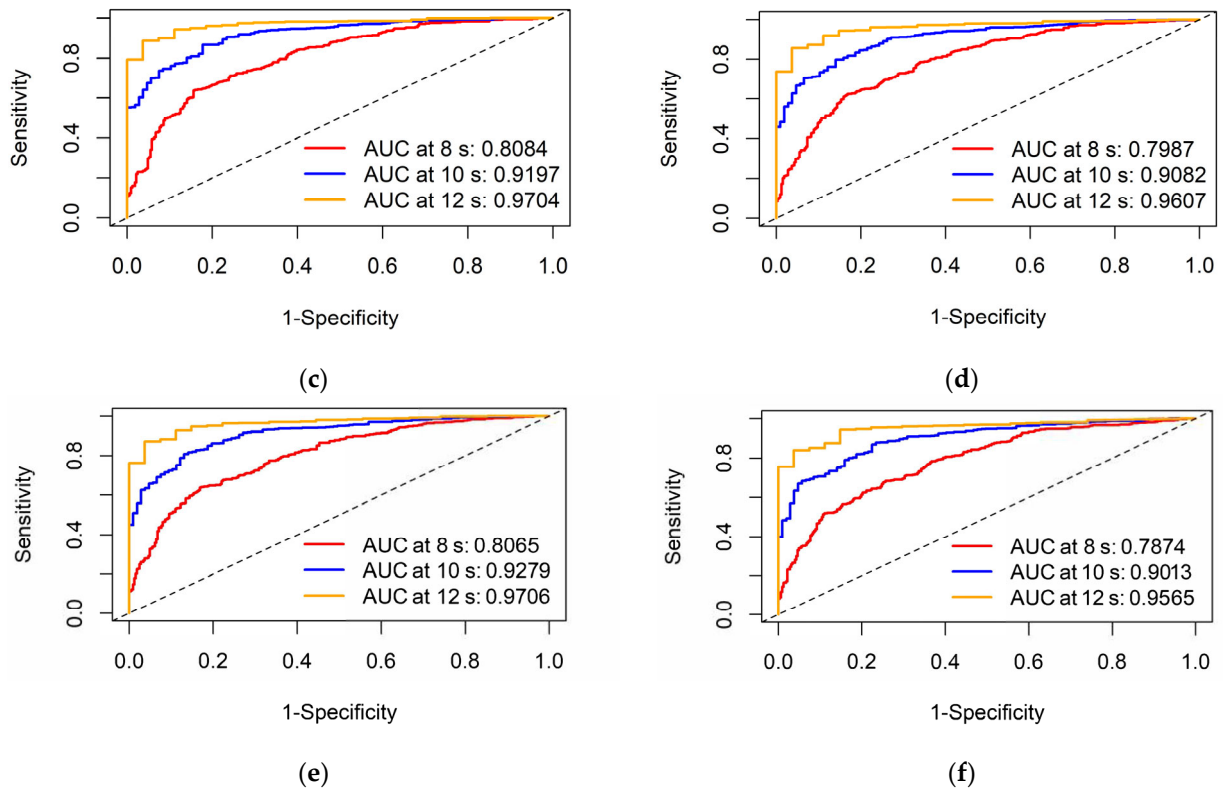 Sensitivity
0.0 0.4 0.8
AUC at 8 s: 0.8084
AUC at 10 s: 0.9197
AUC at 12 s: 0.9704
0.0 0.2 0.4 0.6 0.8 1.0
1-Specificity
(c)
Sensitivity
0.0 0.4 0.8
AUC at 8 s: 0.7987
AUC at 10 s: 0.9082
AUC at 12 s: 0.9607
0.0 0.2 0.4 0.6 0.8 1.0
1-Specificity
(d)
Sensitivity
0.0 0.4 0.8
AUC at 8 s: 0.8065
AUC at 10 s: 0.9279
AUC at 12 s: 0.9706
0.0 0.2 0.4 0.6 0.8 1.0
1-Specificity
(e)
Sensitivity
0.0 0.4 0.8
AUC at 8 s: 0.7874
AUC at 10 s: 0.9013
AUC at 12 s: 0.9565
0.0 0.2 0.4 0.6 0.8 1.0
1-Specificity
(f)